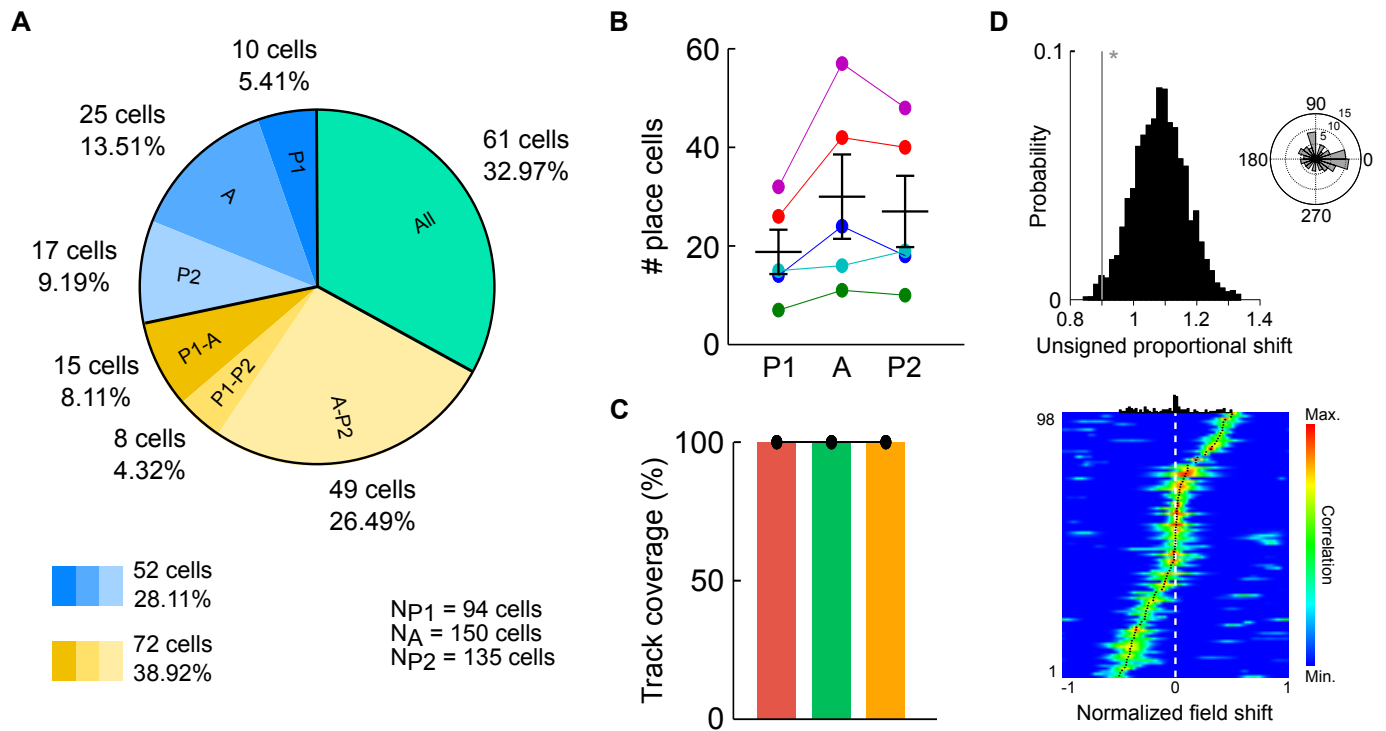 A
10 cells
5.41%
25 cells
13.51%
61 cells
32.97%
P1
A
All
17 cells
9.19%
P2
P1-A
P1-P2
A-P2
15 cells
8.11%
8 cells
4.32%
49 cells
26.49%
52 cells
28.11%
72 cells
38.92%
NP1 = 94 cells
NA = 150 cells
NP2 = 135 cells
B
# place cells
60
40
20
0
P1 A P2
C
Track coverage (%)
100
50
0
D
Probability
0.1
0
*
0.8 1 1.2 1.4
Unsigned proportional shift
90
15
10
5
180
0
270
98
1
-1 0 1
Normalized field shift
Max.
Correlation
Min.